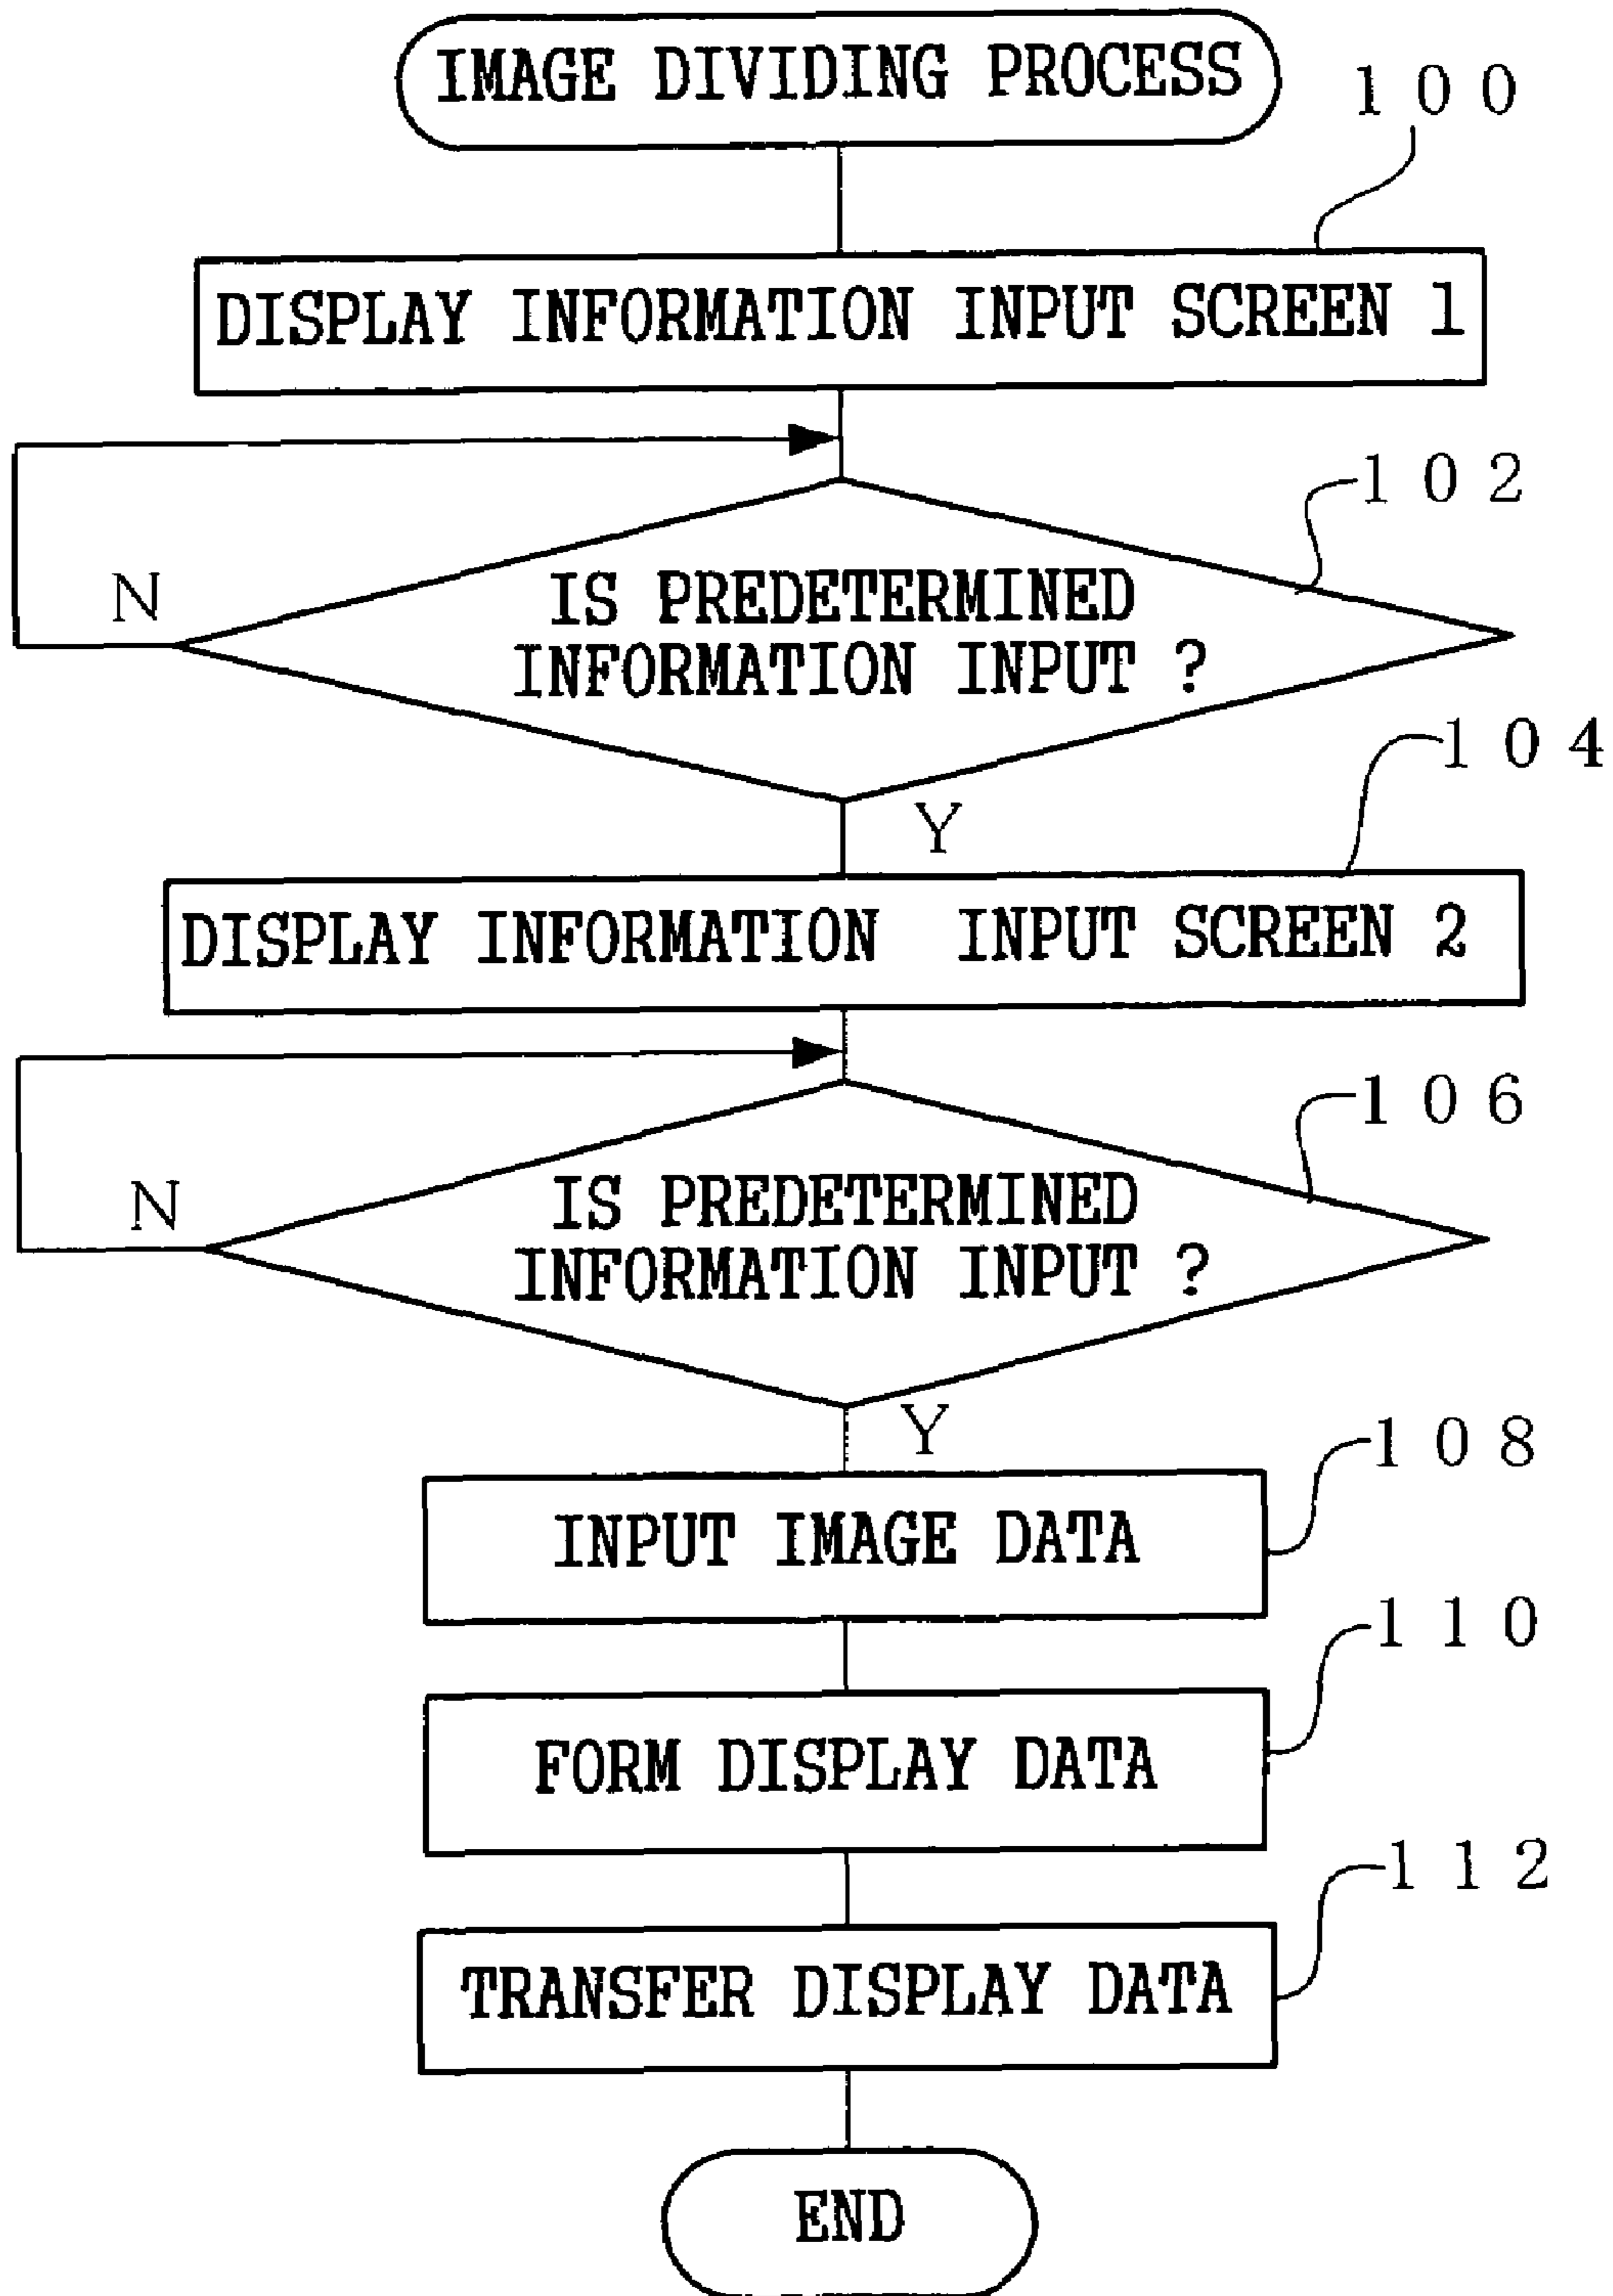 IMAGE DIVIDING PROCESS
100
DISPLAY INFORMATION INPUT SCREEN 1
102
N
IS PREDETERMINED
INFORMATION INPUT ?
104
Y
DISPLAY INFORMATION INPUT SCREEN 2
106
N
IS PREDETERMINED
INFORMATION INPUT ?
Y
108
INPUT IMAGE DATA
110
FORM DISPLAY DATA
112
TRANSFER DISPLAY DATA
END